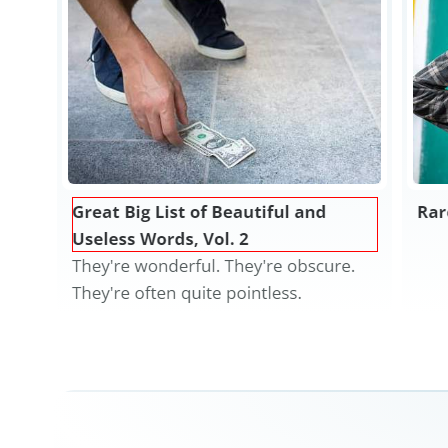 Great Big List of Beautiful and
Useless Words, Vol. 2
They're wonderful. They're obscure.
They're often quite pointless.